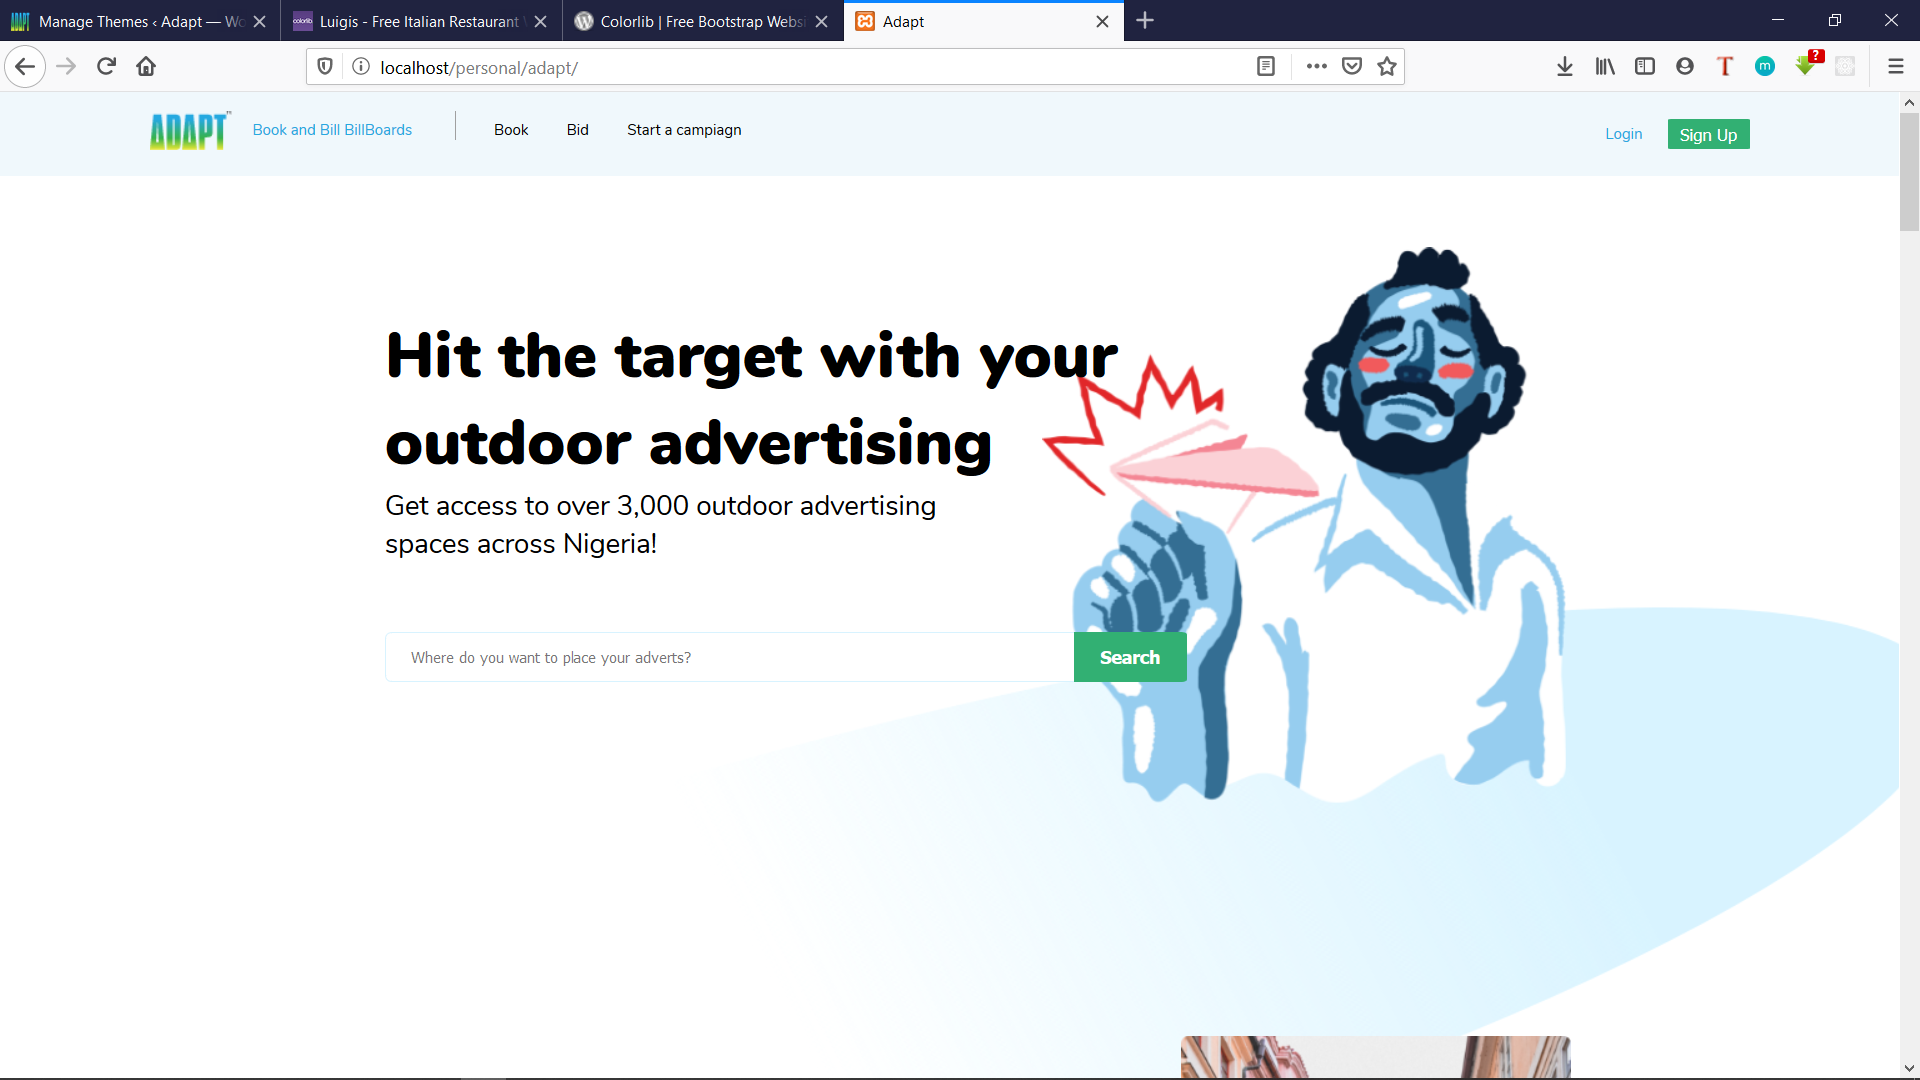 Manage Themes ‹ Adapt — Wo
Luigis - Free Italian Restaurant
Colorlib | Free Bootstrap Webs
Adapt
localhost/personal/adapt/
ADAPT
Book and Bill BillBoards
Book
Bid
Start a campiagn
Login
Sign Up
Hit the target with your
outdoor advertising
Get access to over 3,000 outdoor advertising
spaces across Nigeria!
Where do you want to place your adverts?
Search